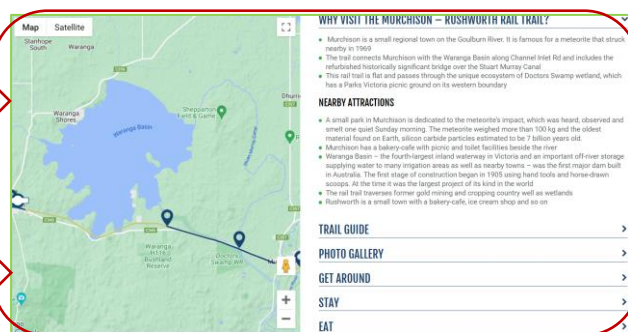 Map Satellite
Stanhope
South
Waranga
Waranga
Shores
Waranga Basin
Shepparton
Field & Game
Waranga
Hills
Bushland
Reserve
Doctors
Swamp WR
WHY VISIT THE MURCHISON – RUSHWORTH RAIL TRAIL?
Murchison is a small regional town on the Goulburn River. It is famous for a meteorite that struck
nearby in 1969
The trail connects Murchison with the Waranga Basin along Channel Inlet Rd and includes the
refurbished historically significant bridge over the Stuart Murray Canal
This rail trail is flat and passes through the unique ecosystem of Doctors Swamp wetland, which
has a Parks Victoria picnic ground on its western boundary
NEARBY ATTRACTIONS
A small park in Murchison is dedicated to the meteorite's impact, which was heard, observed and
smelt one quiet Sunday morning. The meteorite weighed more than 100 kg and the oldest
material found on Earth, silicon carbide particles estimated to be 7 billion years old.
Murchison has a bakery-cafe with picnic and toilet facilities beside the river
Waranga Basin – the fourth-largest inland waterway in Victoria and an important off-river storage
supplying water to many irrigation areas as well as nearby towns – was the first major dam built
in Australia. The first stage of construction began in 1905 using hand tools and horse-drawn
scoops. At the time it was the largest project of its kind in the world
The rail trail traverses former gold mining and cropping country well as wetlands
Rushworth is a small town with a bakery-cafe, ice cream shop and so on
TRAIL GUIDE
PHOTO GALLERY
GET AROUND
STAY
EAT